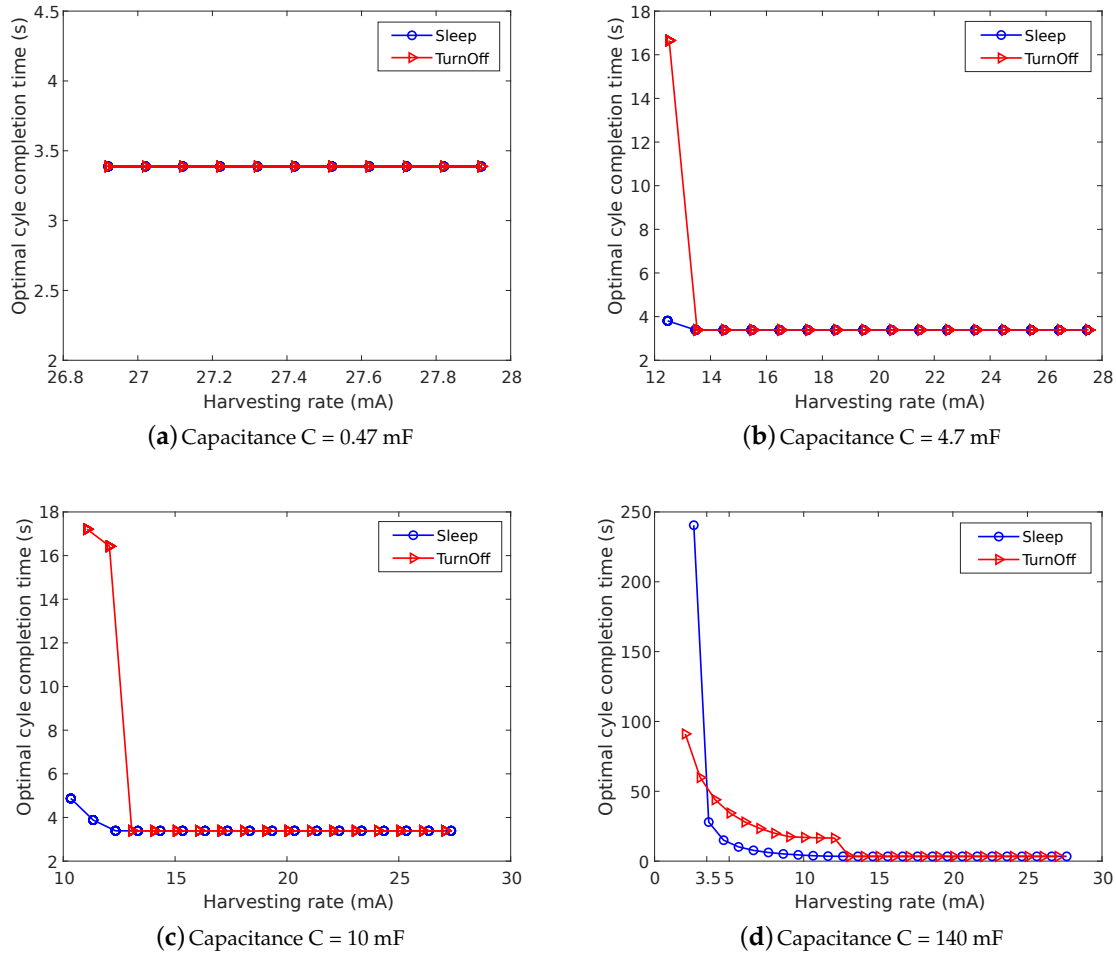 4.5
4
3.5
3
2.5
2
Optimal cyle completion time (s)
Sleep
TurnOff
26.8 27 27.2 27.4 27.6 27.8 28
Harvesting rate (mA)
(a) Capacitance C = 0.47 mF
18
16
14
12
10
8
6
4
2
Optimal cyle completion time (s)
Sleep
TurnOff
12 14 16 18 20 22 24 26 28
Harvesting rate (mA)
(b) Capacitance C = 4.7 mF
18
16
14
12
10
8
6
4
2
Optimal cyle completion time (s)
Sleep
TurnOff
10 15 20 25 30
Harvesting rate (mA)
(c) Capacitance C = 10 mF
250
200
150
100
50
0
Optimal cyle completion time (s)
Sleep
TurnOff
0 3.5 5 10 15 20 25 30
Harvesting rate (mA)
(d) Capacitance C = 140 mF